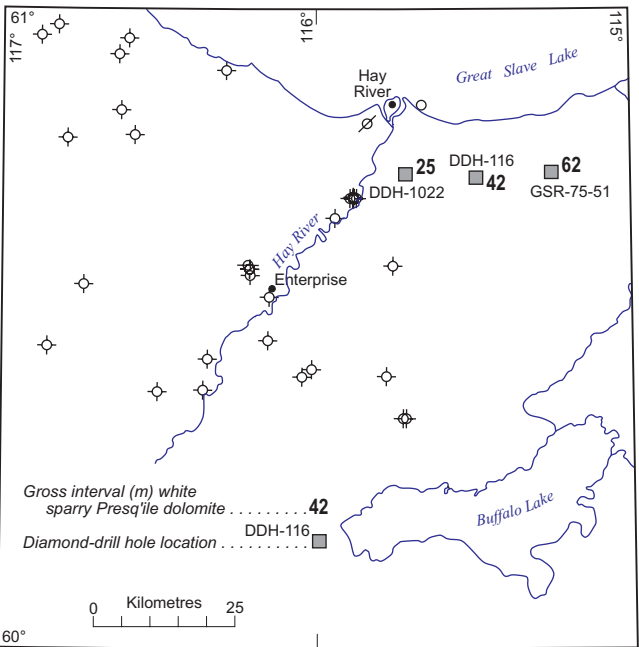 61°
117°
116°
115°
Great Slave Lake
Hay
River
25
DDH-1022
DDH-116
42
62
GSR-75-51
Hay River
Enterprise
Gross interval (m) white
sparry Presq'ile dolomite . . . . . . . . . 42
Diamond-drill hole location . . . . . . . . . .
DDH-116
Buffalo Lake
Kilometres
0 25
60°